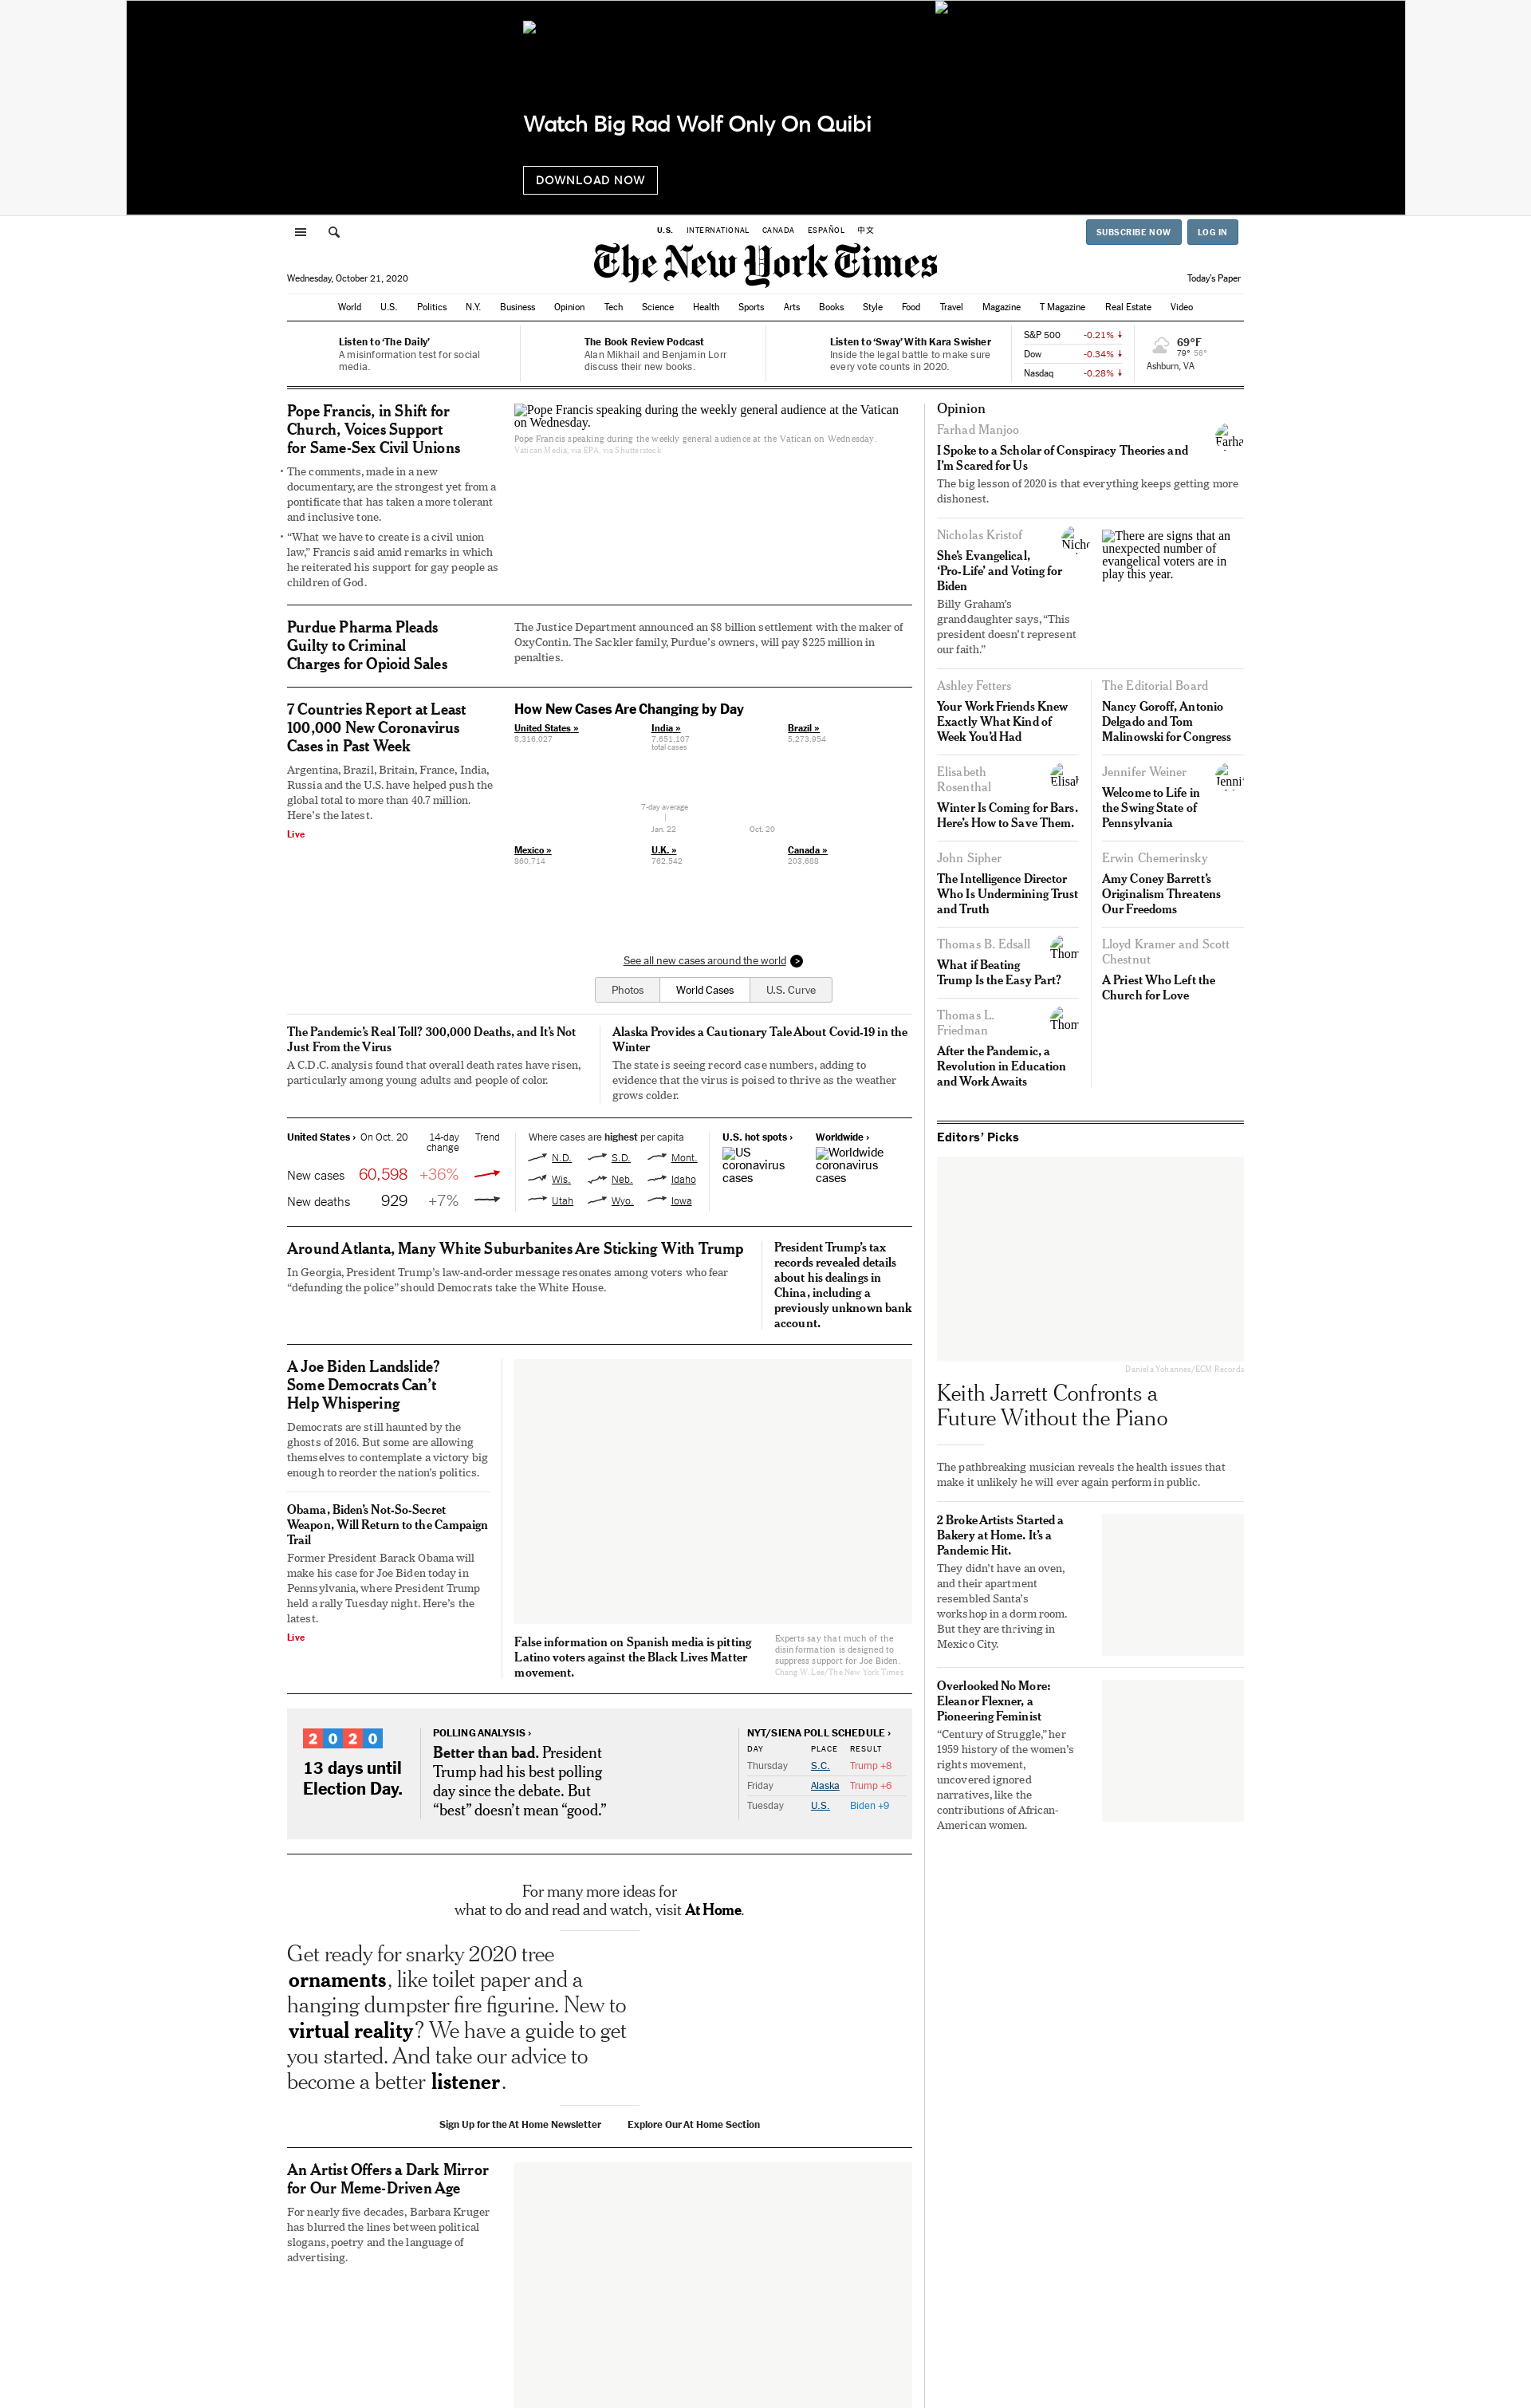 Watch Big Rad Wolf Only On Quibi
DOWNLOAD NOW
U.S. INTERNATIONAL CANADA ESPAÑOL 中文
SUBSCRIBE NOW
LOG IN
The New York Times
Wednesday, October 21, 2020
Today's Paper
World U.S. Politics N.Y. Business Opinion Tech Science Health Sports Arts Books Style Food Travel Magazine T Magazine Real Estate Video
Listen to ‘The Daily’
A misinformation test for social
media.
The Book Review Podcast
Alan Mikhail and Benjamin Lorr
discuss their new books.
Listen to ‘Sway’ With Kara Swisher
Inside the legal battle to make sure
every vote counts in 2020.
S&P 500 -0.21%
Dow -0.34%
Nasdaq -0.28%
69°F
79° 56°
Ashburn, VA
Pope Francis, in Shift for
Church, Voices Support
for Same-Sex Civil Unions
• The comments, made in a new
documentary, are the strongest yet from a
pontificate that has taken a more tolerant
and inclusive tone.
• “What we have to create is a civil union
law,” Francis said amid remarks in which
he reiterated his support for gay people as
children of God.
Pope Francis speaking during the weekly general audience at the Vatican
on Wednesday.
Pope Francis speaking during the weekly general audience at the Vatican on Wednesday.
Vatican Media, via EPA, via Shutterstock
Purdue Pharma Pleads
Guilty to Criminal
Charges for Opioid Sales
The Justice Department announced an $8 billion settlement with the maker of
OxyContin. The Sackler family, Purdue’s owners, will pay $225 million in
penalties.
7 Countries Report at Least
100,000 New Coronavirus
Cases in Past Week
Argentina, Brazil, Britain, France, India,
Russia and the U.S. have helped push the
global total to more than 40.7 million.
Here’s the latest.
Live
How New Cases Are Changing by Day
United States »
8,316,027
India »
7,651,107
total cases
Brazil »
5,273,954
7-day average
Jan. 22
Oct. 20
Mexico »
860,714
U.K. »
762,542
Canada »
203,688
See all new cases around the world >
Photos
World Cases
U.S. Curve
The Pandemic’s Real Toll? 300,000 Deaths, and It’s Not
Just From the Virus
A C.D.C. analysis found that overall death rates have risen,
particularly among young adults and people of color.
Alaska Provides a Cautionary Tale About Covid-19 in the
Winter
The state is seeing record case numbers, adding to
evidence that the virus is poised to thrive as the weather
grows colder.
United States › On Oct. 20 14-day
change Trend
New cases 60,598 +36%
New deaths 929 +7%
Where cases are highest per capita
N.D. S.D. Mont.
Wis. Neb. Idaho
Utah Wyo. Iowa
U.S. hot spots ›
US
coronavirus
cases
Worldwide ›
Worldwide
coronavirus
cases
Around Atlanta, Many White Suburbanites Are Sticking With Trump
In Georgia, President Trump’s law-and-order message resonates among voters who fear
“defunding the police” should Democrats take the White House.
President Trump’s tax
records revealed details
about his dealings in
China, including a
previously unknown bank
account.
A Joe Biden Landslide?
Some Democrats Can’t
Help Whispering
Democrats are still haunted by the
ghosts of 2016. But some are allowing
themselves to contemplate a victory big
enough to reorder the nation’s politics.
Obama, Biden’s Not-So-Secret
Weapon, Will Return to the Campaign
Trail
Former President Barack Obama will
make his case for Joe Biden today in
Pennsylvania, where President Trump
held a rally Tuesday night. Here’s the
latest.
Live
False information on Spanish media is pitting
Latino voters against the Black Lives Matter
movement.
Experts say that much of the
disinformation is designed to
suppress support for Joe Biden.
Chang W. Lee/The New York Times
2020
13 days until
Election Day.
POLLING ANALYSIS ›
Better than bad. President
Trump had his best polling
day since the debate. But
“best” doesn’t mean “good.”
NYT/SIENA POLL SCHEDULE ›
DAY PLACE RESULT
Thursday S.C. Trump +8
Friday Alaska Trump +6
Tuesday U.S. Biden +9
For many more ideas for
what to do and read and watch, visit At Home.
Get ready for snarky 2020 tree
ornaments, like toilet paper and a
hanging dumpster fire figurine. New to
virtual reality? We have a guide to get
you started. And take our advice to
become a better listener.
Sign Up for the At Home Newsletter
Explore Our At Home Section
An Artist Offers a Dark Mirror
for Our Meme-Driven Age
For nearly five decades, Barbara Kruger
has blurred the lines between political
slogans, poetry and the language of
advertising.
Opinion
Farhad Manjoo
I Spoke to a Scholar of Conspiracy Theories and
I’m Scared for Us
The big lesson of 2020 is that everything keeps getting more
dishonest.
Farha
Nicholas Kristof
She’s Evangelical,
‘Pro-Life’ and Voting for
Biden
Billy Graham’s
granddaughter says, “This
president doesn’t represent
our faith.”
Nicho
There are signs that an
unexpected number of
evangelical voters are in
play this year.
Ashley Fetters
Your Work Friends Knew
Exactly What Kind of
Week You’d Had
Elisabeth
Rosenthal
Elisab
Winter Is Coming for Bars.
Here’s How to Save Them.
John Sipher
The Intelligence Director
Who Is Undermining Trust
and Truth
Thomas B. Edsall
Thom
What if Beating
Trump Is the Easy Part?
Thomas L.
Friedman
Thom
After the Pandemic, a
Revolution in Education
and Work Awaits
The Editorial Board
Nancy Goroff, Antonio
Delgado and Tom
Malinowski for Congress
Jennifer Weiner
Jennif
Welcome to Life in
the Swing State of
Pennsylvania
Erwin Chemerinsky
Amy Coney Barrett’s
Originalism Threatens
Our Freedoms
Lloyd Kramer and Scott
Chestnut
A Priest Who Left the
Church for Love
Editors’ Picks
Daniela Yohannes/ECM Records
Keith Jarrett Confronts a
Future Without the Piano
The pathbreaking musician reveals the health issues that
make it unlikely he will ever again perform in public.
2 Broke Artists Started a
Bakery at Home. It’s a
Pandemic Hit.
They didn’t have an oven,
and their apartment
resembled Santa’s
workshop in a dorm room.
But they are thriving in
Mexico City.
Overlooked No More:
Eleanor Flexner, a
Pioneering Feminist
“Century of Struggle,” her
1959 history of the women’s
rights movement,
uncovered ignored
narratives, like the
contributions of African-
American women.